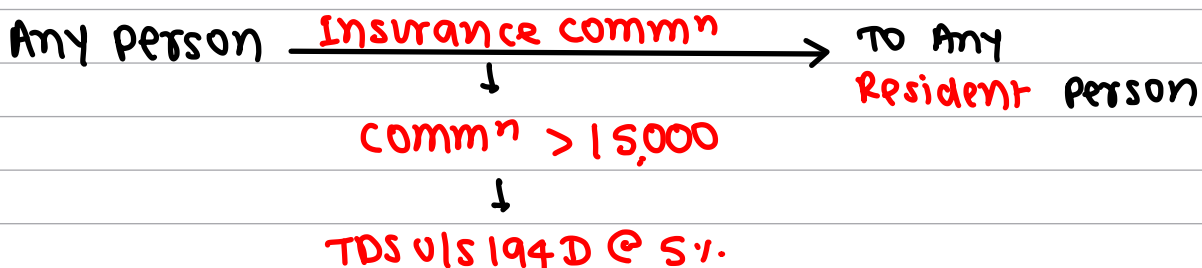 Any person Insurance commⁿ TO Any
Resident person
commⁿ > 15,000
TDS U/S 194D @ 5%.